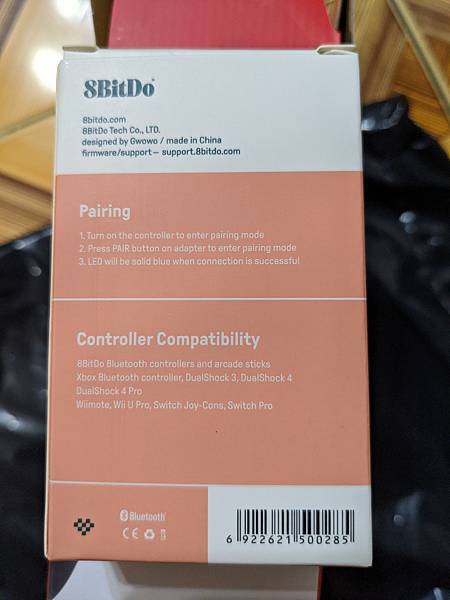 8BitDo
8bitdo.com
8BitDo Tech Co., LTD.
designed by Gwowo / made in China
firmware/support – support.8bitdo.com
Pairing
1. Turn on the controller to enter pairing mode
2. Press PAIR button on adapter to enter pairing mode
3. LED will be solid blue when connection is successful
Controller Compatibility
8BitDo Bluetooth controllers and arcade sticks
Xbox Bluetooth controller, DualShock 3, DualShock 4
DualShock 4 Pro
Wiimote, Wii U Pro, Switch Joy-Cons, Switch Pro
Bluetooth
CE
6 922621 500285